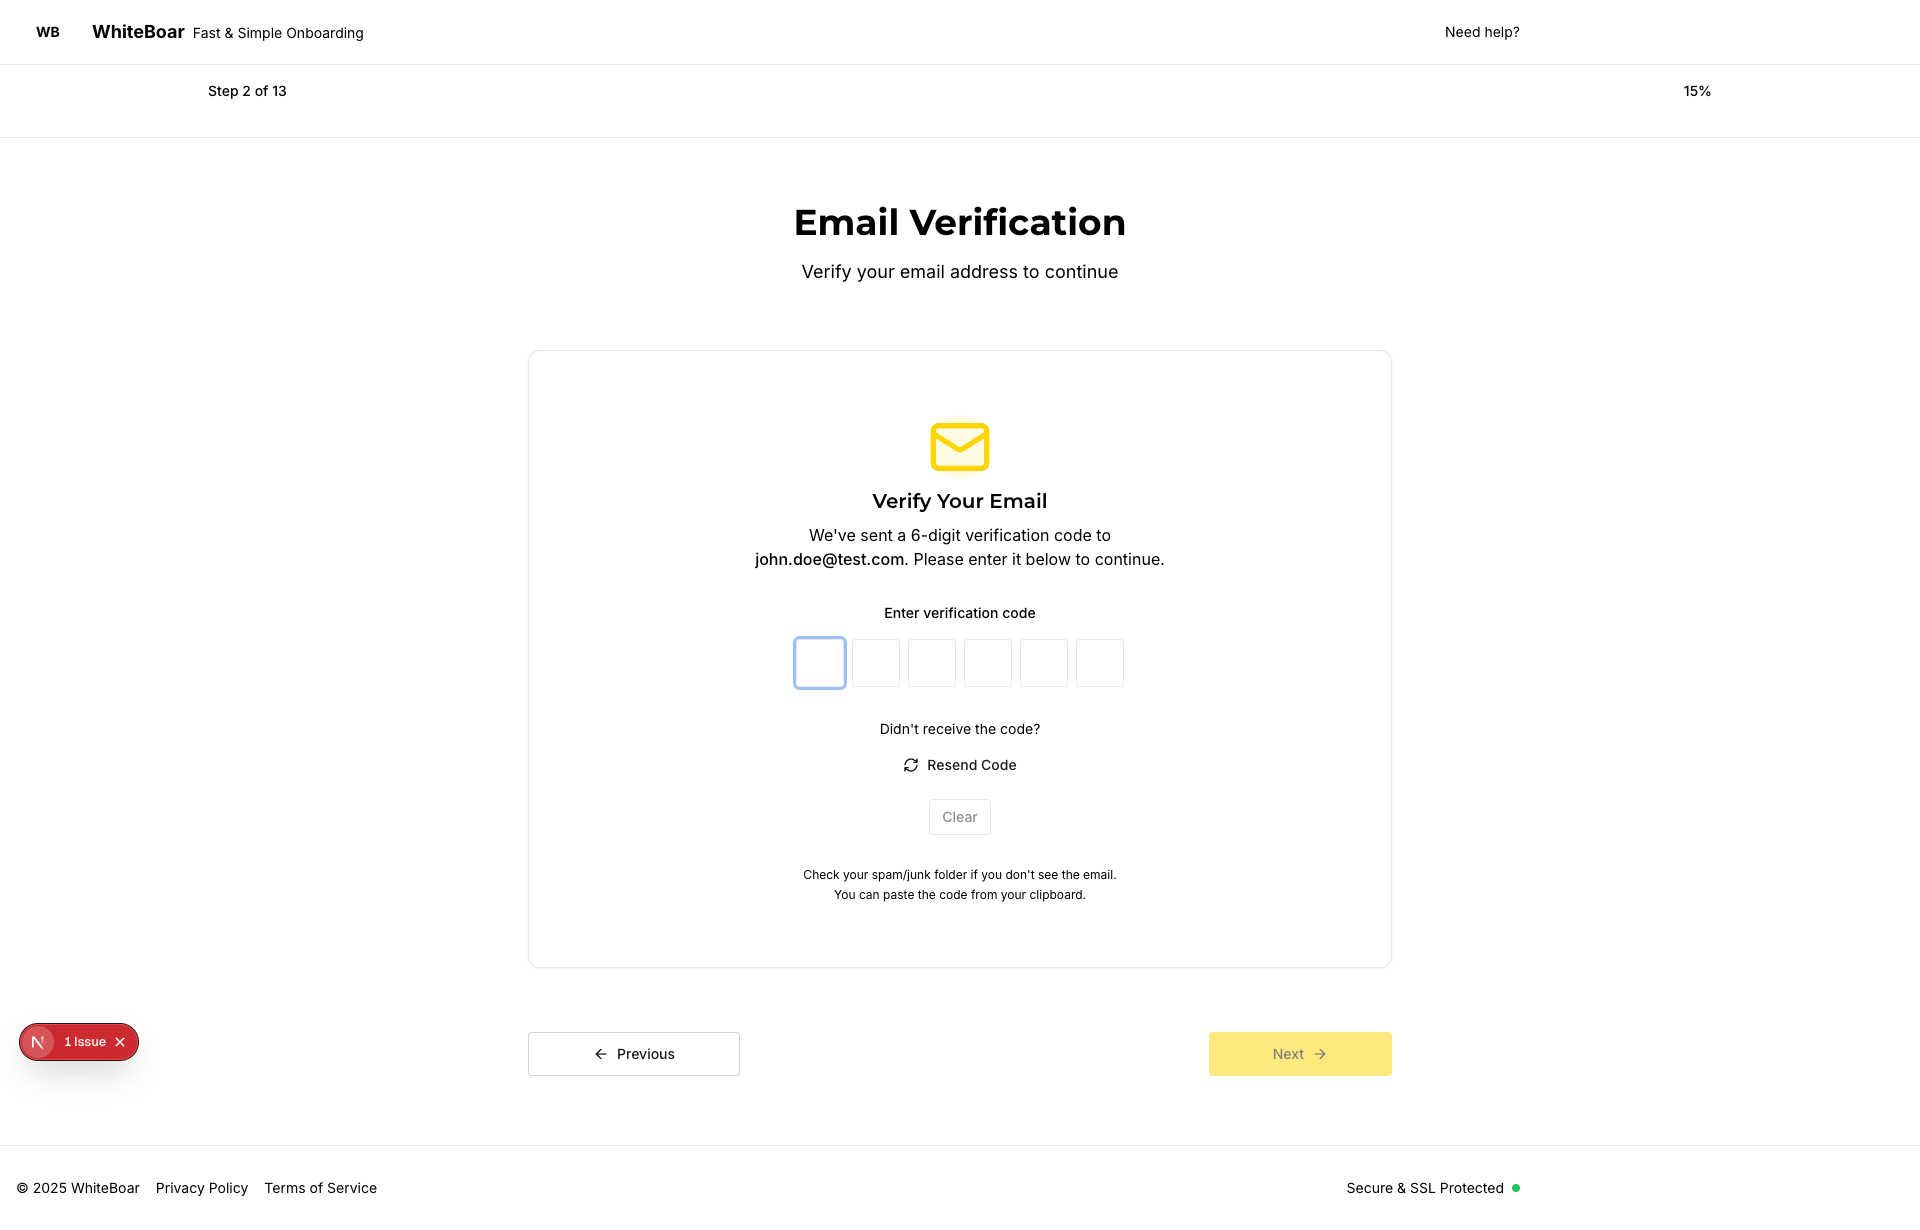 WB WhiteBoar Fast & Simple Onboarding Need help?
Step 2 of 13 15%
Email Verification
Verify your email address to continue
Verify Your Email
We've sent a 6-digit verification code to
john.doe@test.com. Please enter it below to continue.
Enter verification code
Didn't receive the code?
Resend Code
Clear
Check your spam/junk folder if you don't see the email.
You can paste the code from your clipboard.
N 1 Issue
Previous Next
© 2025 WhiteBoar Privacy Policy Terms of Service Secure & SSL Protected